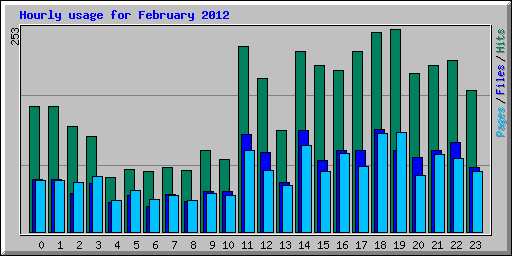 Hourly usage for February 2012
253
Pages/Files/Hits
0 1 2 3 4 5 6 7 8 9 10 11 12 13 14 15 16 17 18 19 20 21 22 23